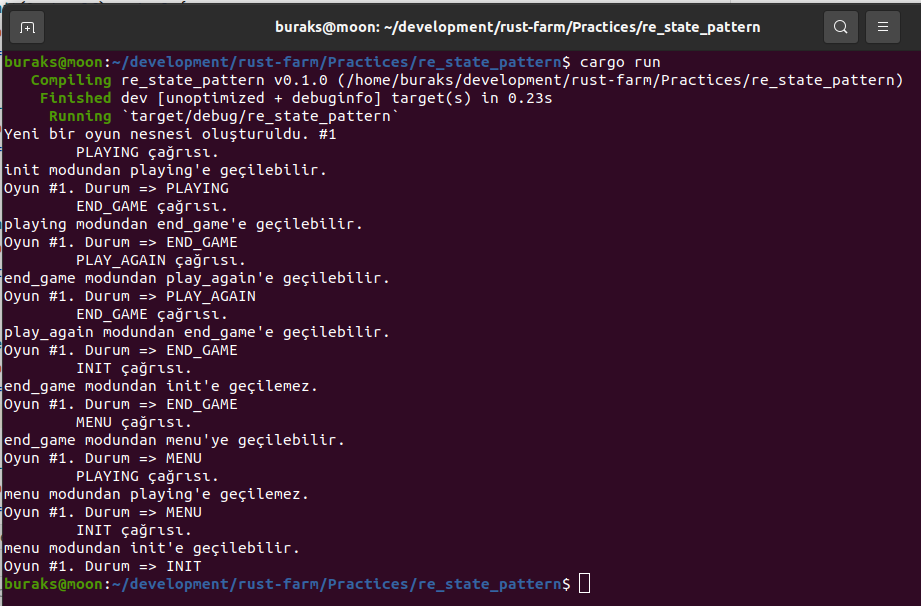 buraks@moon: ~/development/rust-farm/Practices/re_state_pattern
buraks@moon:~/development/rust-farm/Practices/re_state_pattern$ cargo run
Compiling re_state_pattern v0.1.0 (/home/buraks/development/rust-farm/Practices/re_state_pattern)
Finished dev [unoptimized + debuginfo] target(s) in 0.23s
Running `target/debug/re_state_pattern`
Yeni bir oyun nesnesi oluşturuldu. #1
PLAYING çağrısı.
init modundan playing'e geçilebilir.
Oyun #1. Durum => PLAYING
END_GAME çağrısı.
playing modundan end_game'e geçilebilir.
Oyun #1. Durum => END_GAME
PLAY_AGAIN çağrısı.
end_game modundan play_again'e geçilebilir.
Oyun #1. Durum => PLAY_AGAIN
END_GAME çağrısı.
play_again modundan end_game'e geçilebilir.
Oyun #1. Durum => END_GAME
INIT çağrısı.
end_game modundan init'e geçilemez.
Oyun #1. Durum => END_GAME
MENU çağrısı.
end_game modundan menu'ye geçilebilir.
Oyun #1. Durum => MENU
PLAYING çağrısı.
menu modundan playing'e geçilemez.
Oyun #1. Durum => MENU
INIT çağrısı.
menu modundan init'e geçilebilir.
Oyun #1. Durum => INIT
buraks@moon:~/development/rust-farm/Practices/re_state_pattern$